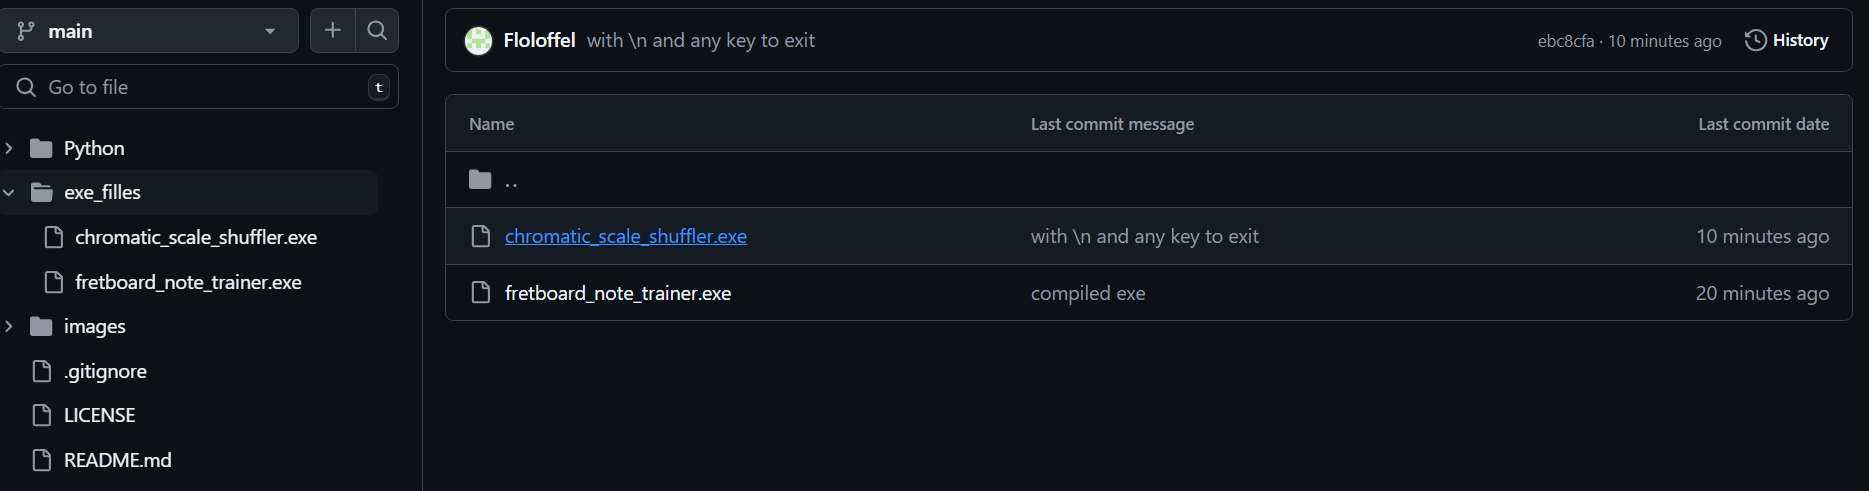 main
Go to file
t
Python
exe_filles
chromatic_scale_shuffler.exe
fretboard_note_trainer.exe
images
.gitignore
LICENSE
README.md
Floloffel with \n and any key to exit ebc8cfa · 10 minutes ago History
Name Last commit message Last commit date
..
chromatic_scale_shuffler.exe with \n and any key to exit 10 minutes ago
fretboard_note_trainer.exe compiled exe 20 minutes ago